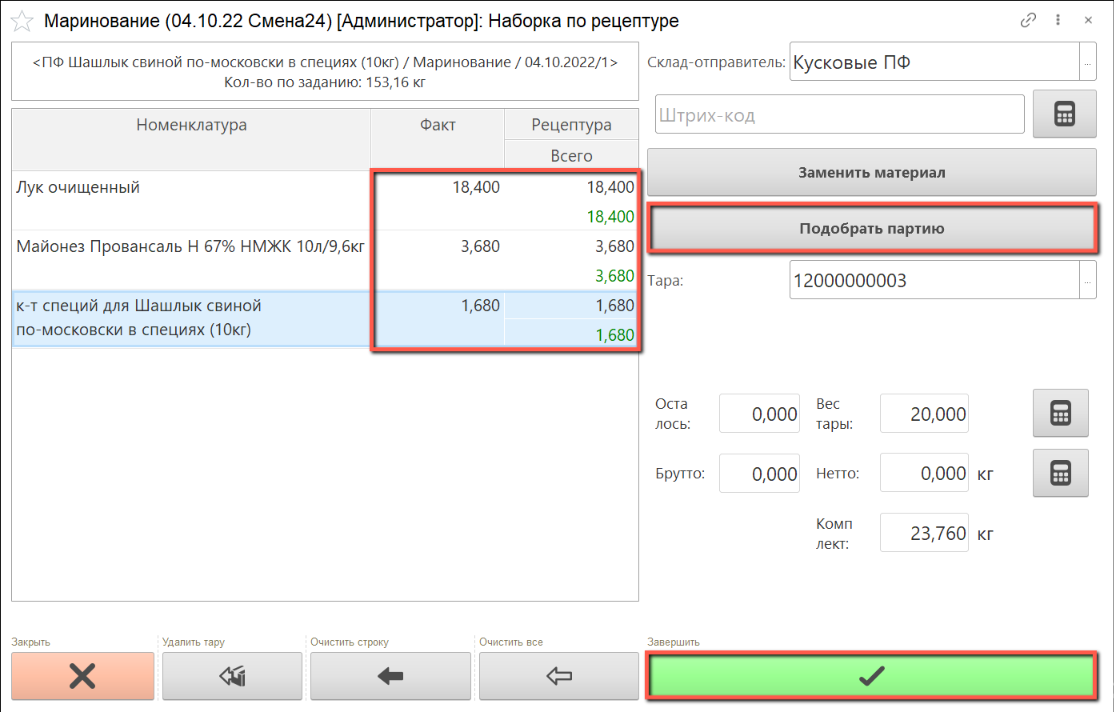 Маринование (04.10.22 Смена24) [Администратор]: Наборка по рецептуре
<ПФ Шашлык свиной по-московски в специях (10кг) / Маринование / 04.10.2022/1>
Кол-во по заданию: 153,16 кг
Номенклатура Факт Рецептура
Всего
Лук очищенный 18,400 18,400
18,400
Майонез Провансаль Н 67% НМЖК 10л/9,6кг 3,680 3,680
3,680
к-т специй для Шашлык свиной 1,680 1,680
по-московски в специях (10кг) 1,680
Склад-отправитель: Кусковые ПФ ...
Штрих-код
Заменить материал
Подобрать партию
Тара: 12000000003 ...
Оста
лось: 0,000 Вес
тары: 20,000
Брутто: 0,000 Нетто: 0,000 кг
Комп
лект: 23,760 кг
Закрыть Удалить тару Очистить строку Очистить все Завершить